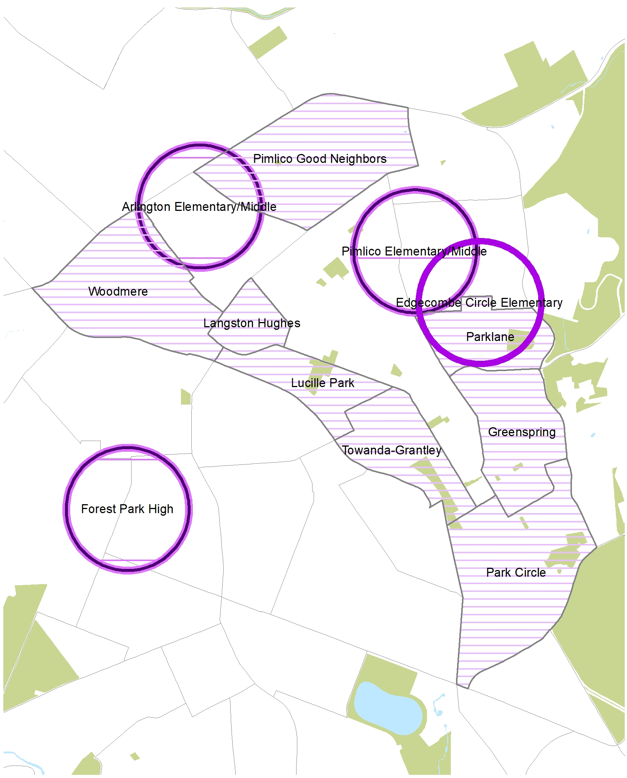 Pimlico Good Neighbors
Arlington Elementary/Middle
Pimlico Elementary/Middle
Woodmere
Edgecombe Circle Elementary
Langston Hughes
Parklane
Lucille Park
Greenspring
Towanda-Grantley
Forest Park High
Park Circle